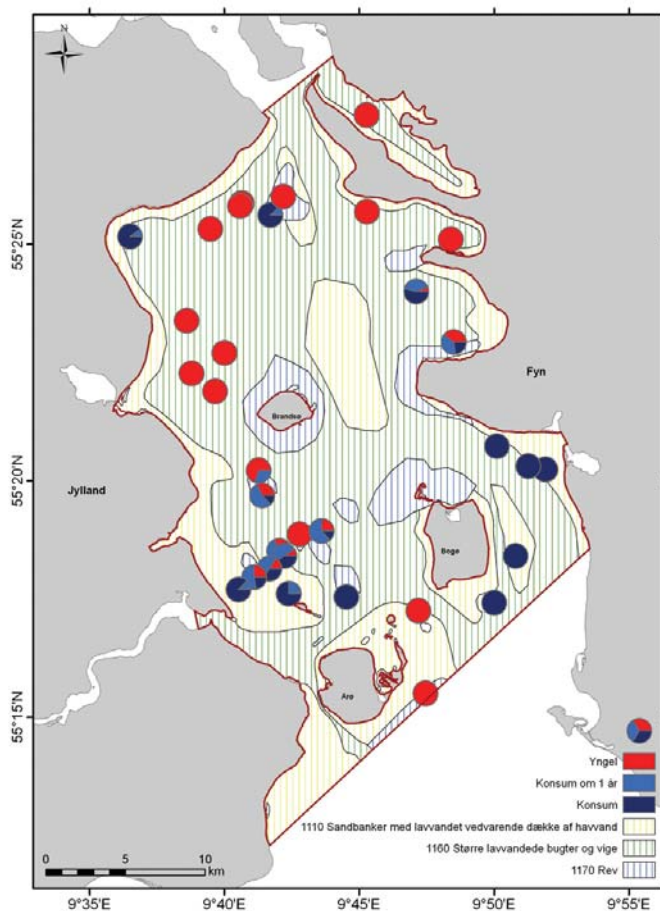 N
55°25'N
55°20'N
55°15'N
Fyn
Brandsø
Jylland
Bågø
Årø
Yngel
Konsum om 1 år
Konsum
1110 Sandbanker med lavvandet vedvarende dække af havvand
1160 Større lavvandede bugter og vige
1170 Rev
0 5 10
km
9°35'E 9°40'E 9°45'E 9°50'E 9°55'E